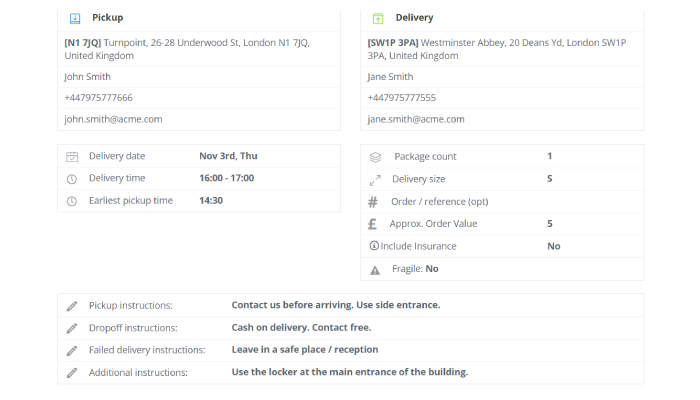 Pickup
[N1 7JQ] Turnpoint, 26-28 Underwood St, London N1 7JQ,
United Kingdom
John Smith
+447975777666
john.smith@acme.com
Delivery
[SW1P 3PA] Westminster Abbey, 20 Deans Yd, London SW1P
3PA, United Kingdom
Jane Smith
+447975777555
jane.smith@acme.com
Delivery date Nov 3rd, Thu
Delivery time 16:00 - 17:00
Earliest pickup time 14:30
Package count 1
Delivery size S
# Order / reference (opt)
£ Approx. Order Value 5
Include Insurance No
Fragile: No
Pickup instructions: Contact us before arriving. Use side entrance.
Dropoff instructions: Cash on delivery. Contact free.
Failed delivery instructions: Leave in a safe place / reception
Additional instructions: Use the locker at the main entrance of the building.